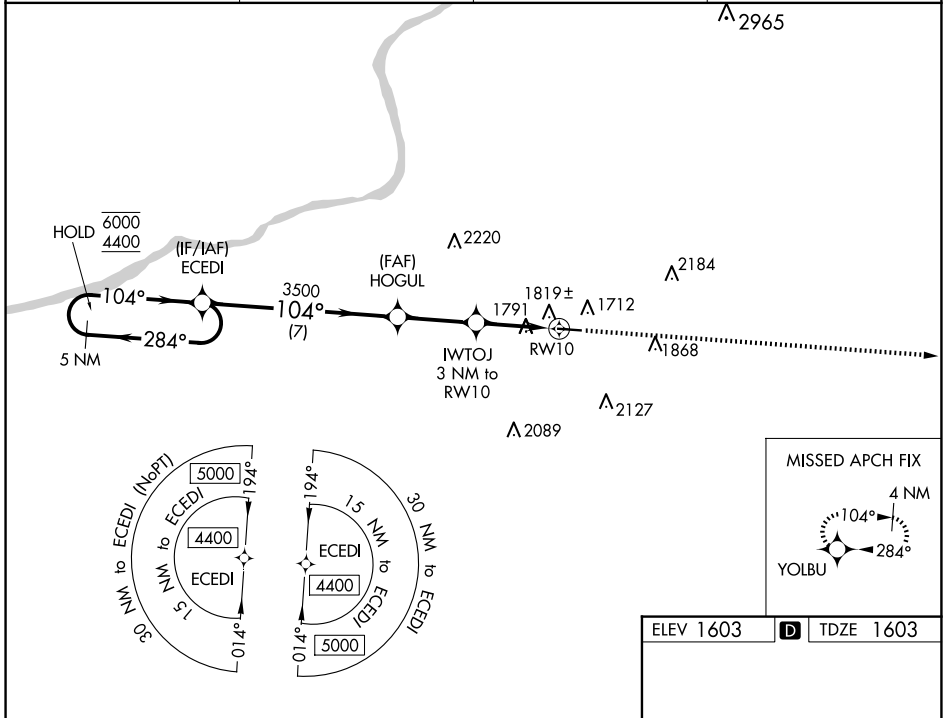 2965
HOLD
6000
4400
(IF/IAF)
ECEDI
2220
(FAF)
HOGUL
2184
104°
3500
104°
(7)
1791
1819±
1712
284°
5 NM
IWTOJ
3 NM to
RW10
RW10
1868
2127
2089
30 NM to ECEDI (NoPT)
5000
194°
15 NM to ECEDI
4400
ECEDI
014°
194°
30 NM to ECEDI
15 NM to ECEDI
ECEDI
4400
014°
5000
MISSED APCH FIX
4 NM
104°
284°
YOLBU
ELEV 1603 D TDZE 1603